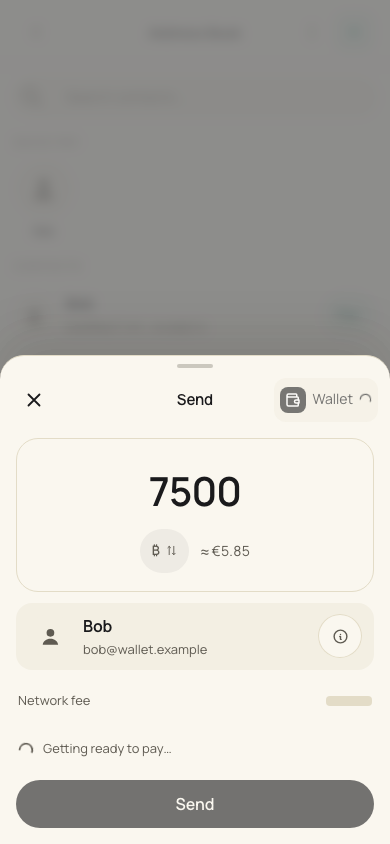 Send
Wallet
7500
₿
≈ €5.85
Bob
bob@wallet.example
Network fee
Getting ready to pay...
Send